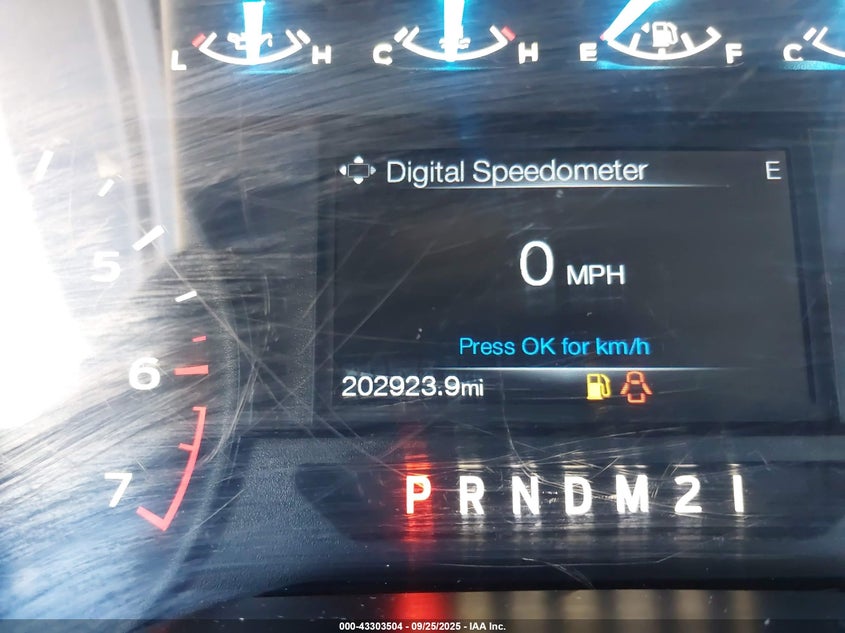 L H C H E F C
Digital Speedometer E
0 MPH
5
Press OK for km/h
6
202923.9mi
7
P R N D M 2 1
000-43303504 - 09/25/2025 - IAA Inc.